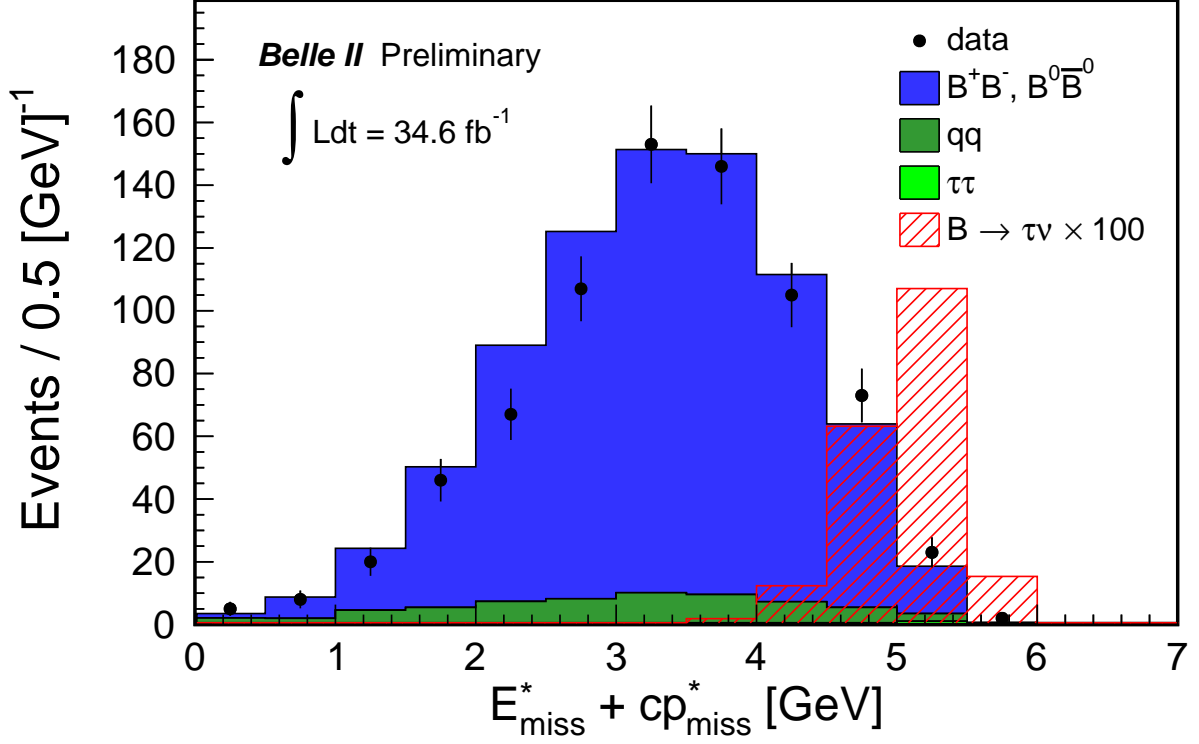 Belle II Preliminary
∫ Ldt = 34.6 fb⁻¹
data
B⁺B⁻, B⁰B̅⁰
qq
ττ
B → τν × 100
Events / 0.5 [GeV]⁻¹
180
160
140
120
100
80
60
40
20
0
0 1 2 3 4 5 6 7
E*miss + cp*miss [GeV]